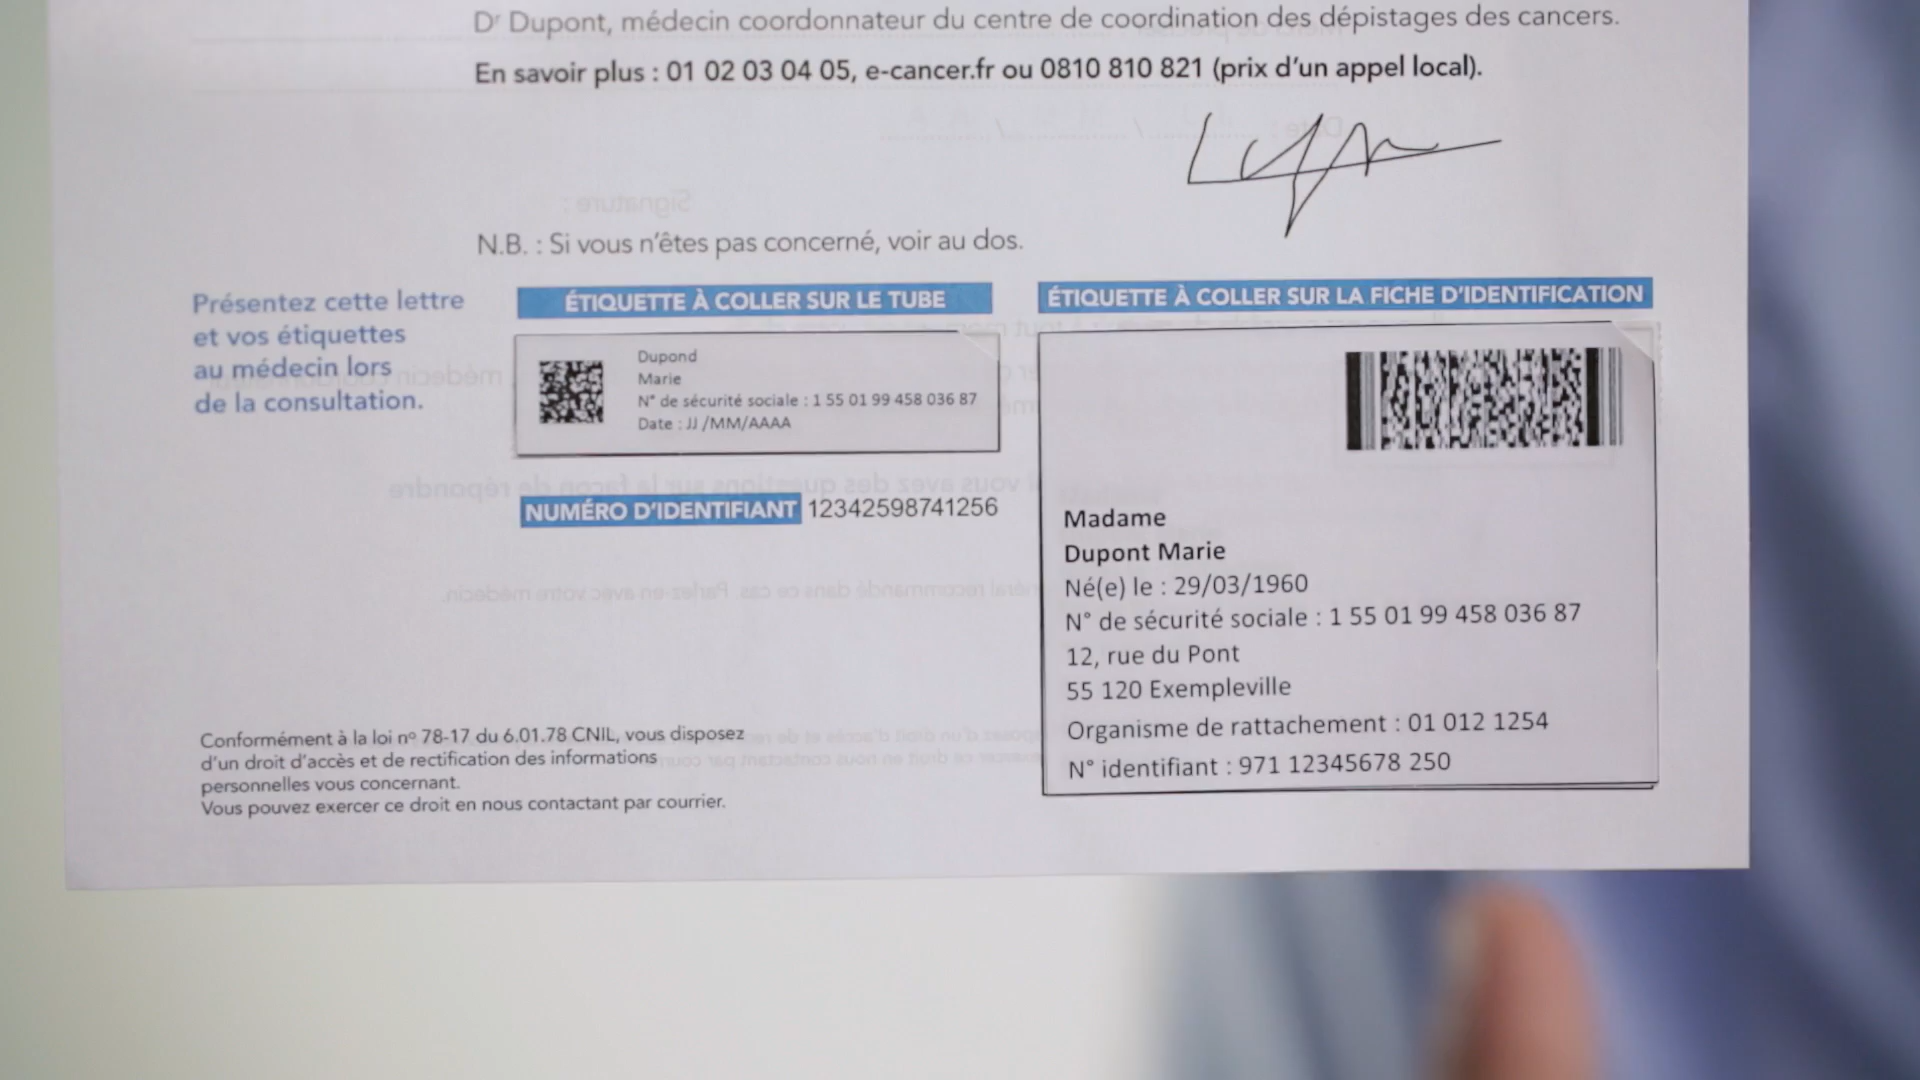 Dr Dupont, médecin coordonnateur du centre de coordination des dépistages des cancers.
En savoir plus : 01 02 03 04 05, e-cancer.fr ou 0810 810 821 (prix d'un appel local).
N.B. : Si vous n'êtes pas concerné, voir au dos.
Présentez cette lettre
et vos étiquettes
au médecin lors
de la consultation.
ÉTIQUETTE À COLLER SUR LE TUBE
Dupond
Marie
N° de sécurité sociale : 1 55 01 99 458 036 87
Date : JJ /MM/AAAA
NUMÉRO D'IDENTIFIANT 12342598741256
ÉTIQUETTE À COLLER SUR LA FICHE D'IDENTIFICATION
Madame
Dupont Marie
Né(e) le : 29/03/1960
N° de sécurité sociale : 1 55 01 99 458 036 87
12, rue du Pont
55 120 Exempleville
Organisme de rattachement : 01 012 1254
N° identifiant : 971 12345678 250
Conformément à la loi nº 78-17 du 6.01.78 CNIL, vous disposez
d'un droit d'accès et de rectification des informations
personnelles vous concernant.
Vous pouvez exercer ce droit en nous contactant par courrier.